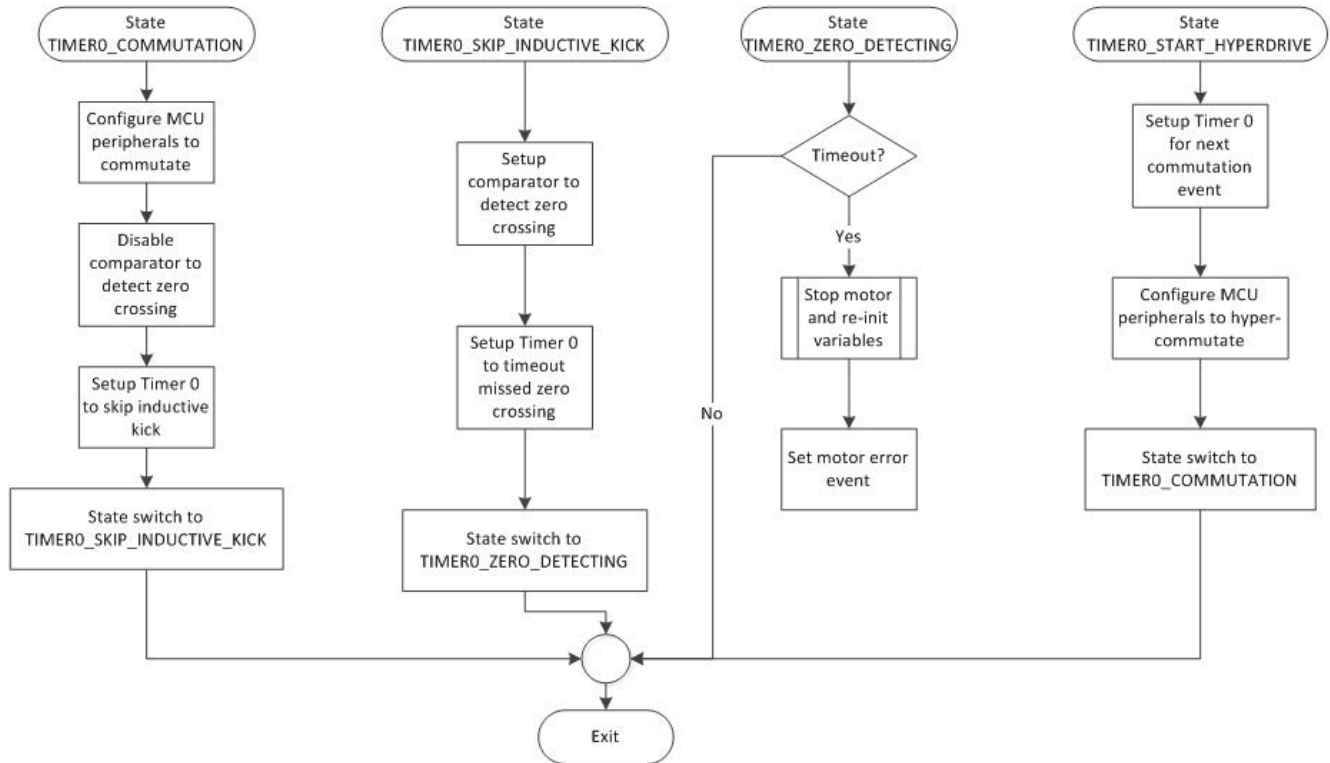 State
TIMER0_COMMUTATION
Configure MCU
peripherals to
commutate
Disable
comparator to
detect zero
crossing
Setup Timer 0
to skip inductive
kick
State switch to
TIMER0_SKIP_INDUCTIVE_KICK
State
TIMER0_SKIP_INDUCTIVE_KICK
Setup
comparator to
detect zero
crossing
Setup Timer 0
to timeout
missed zero
crossing
State switch to
TIMER0_ZERO_DETECTING
State
TIMER0_ZERO_DETECTING
Timeout?
Yes
No
Stop motor
and re-init
variables
Set motor error
event
State
TIMER0_START_HYPERDRIVE
Setup Timer 0
for next
commutation
event
Configure MCU
peripherals to hyper-
commutate
State switch to
TIMER0_COMMUTATION
Exit